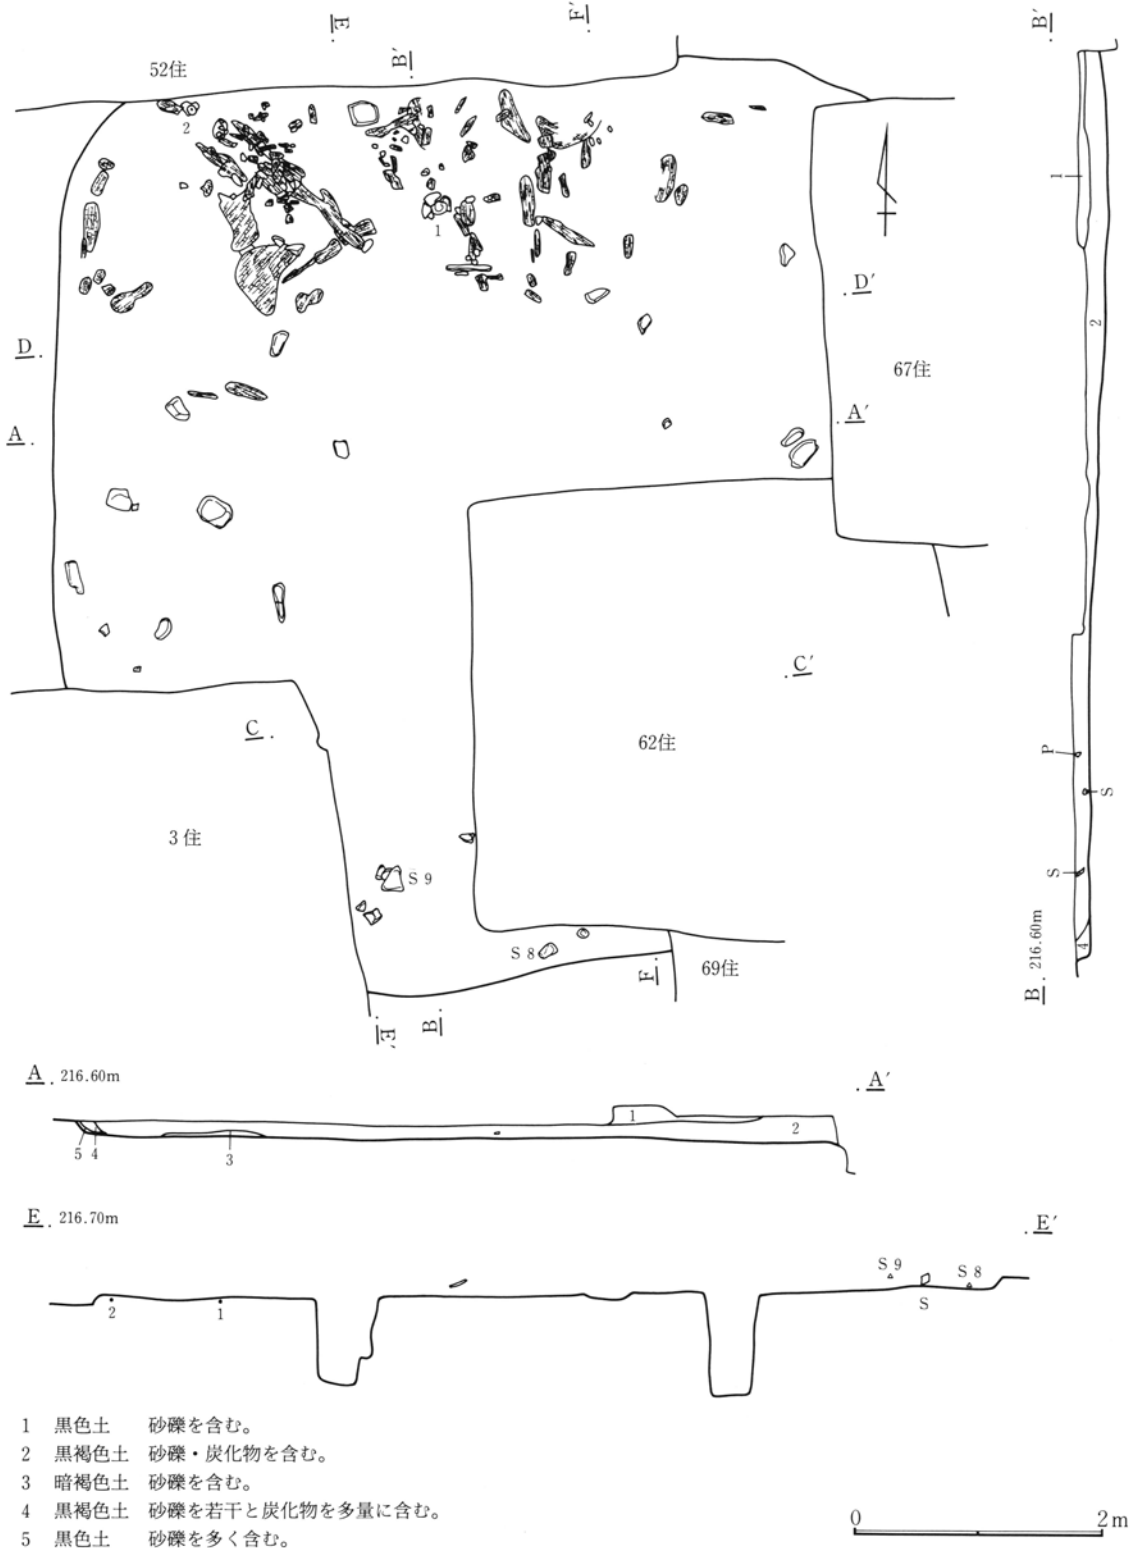 E
F′
B′
B′
52住
2
1
1
2
D′
D
67住
A′
A
C′
C
62住
3住
P
S
S
S 9
S 8
4
69住
F
E′
B
B 216.60m
A 216.60m
A′
1
2
5 4
3
E 216.70m
E′
S 9
S 8
2
1
S
1 黒色土 砂礫を含む。
2 黒褐色土 砂礫・炭化物を含む。
3 暗褐色土 砂礫を含む。
4 黒褐色土 砂礫を若干と炭化物を多量に含む。
5 黒色土 砂礫を多く含む。
0 2m